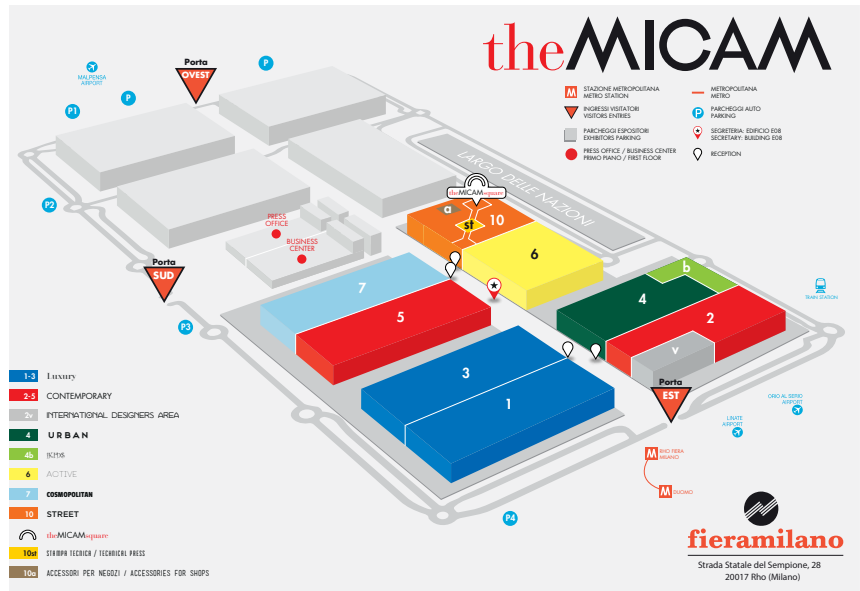 theMICAM
STAZIONE METROPOLITANA
METRO STATION
METROPOLITANA
METRO
INGRESSI VISITATORI
VISITORS ENTRIES
PARCHEGGI AUTO
PARKING
PARCHEGGI ESPOSITORI
EXHIBITORS PARKING
SEGRETERIA: EDIFICIO E08
SECRETARY: BUILDING E08
PRESS OFFICE / BUSINESS CENTER
PRIMO PIANO / FIRST FLOOR
RECEPTION
M
P
Porta
OVEST
P
MALPENSA
AIRPORT
P
P1
LARGO DELLE NAZIONI
theMICAMsquare
P2
a
10
st
PRESS
OFFICE
BUSINESS
CENTER
6
Porta
SUD
b
7
4
2
5
TRAIN STATION
P3
v
3
1
Porta
EST
ORIO AL SERIO
AIRPORT
LINATE
AIRPORT
M
RHO FIERA
MILANO
M
DUOMO
P4
1-3 Luxury
2-5 CONTEMPORARY
2v INTERNATIONAL DESIGNERS AREA
4 URBAN
4b
6 ACTIVE
7 COSMOPOLITAN
10 STREET
theMICAMsquare
10st STAMPA TECNICA / TECHNICAL PRESS
10a ACCESSORI PER NEGOZI / ACCESSORIES FOR SHOPS
fieramilano
Strada Statale del Sempione, 28
20017 Rho (Milano)